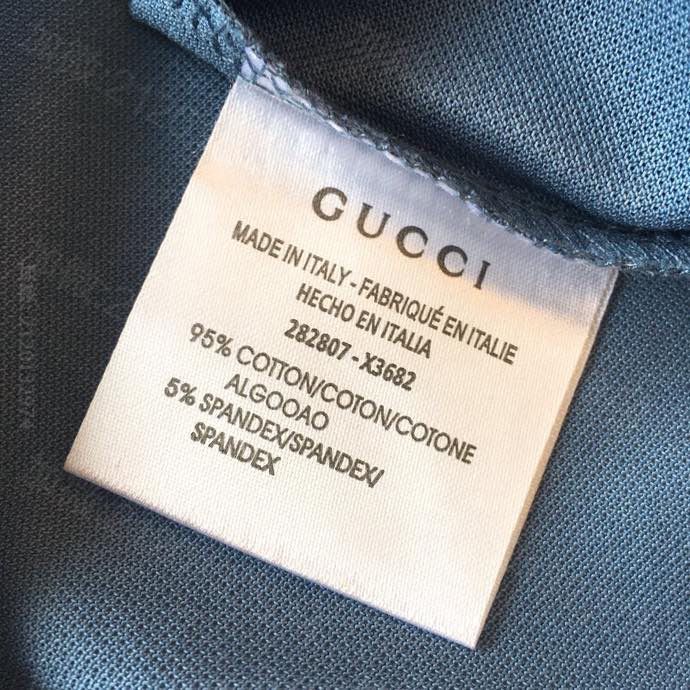 GUCCI
MADE IN ITALY - FABRIQUÉ EN ITALIE
HECHO EN ITALIA
282807 - X3682
95% COTTON/COTON/COTONE
ALGOOAO
5% SPANDEX/SPANDEX/
SPANDEX